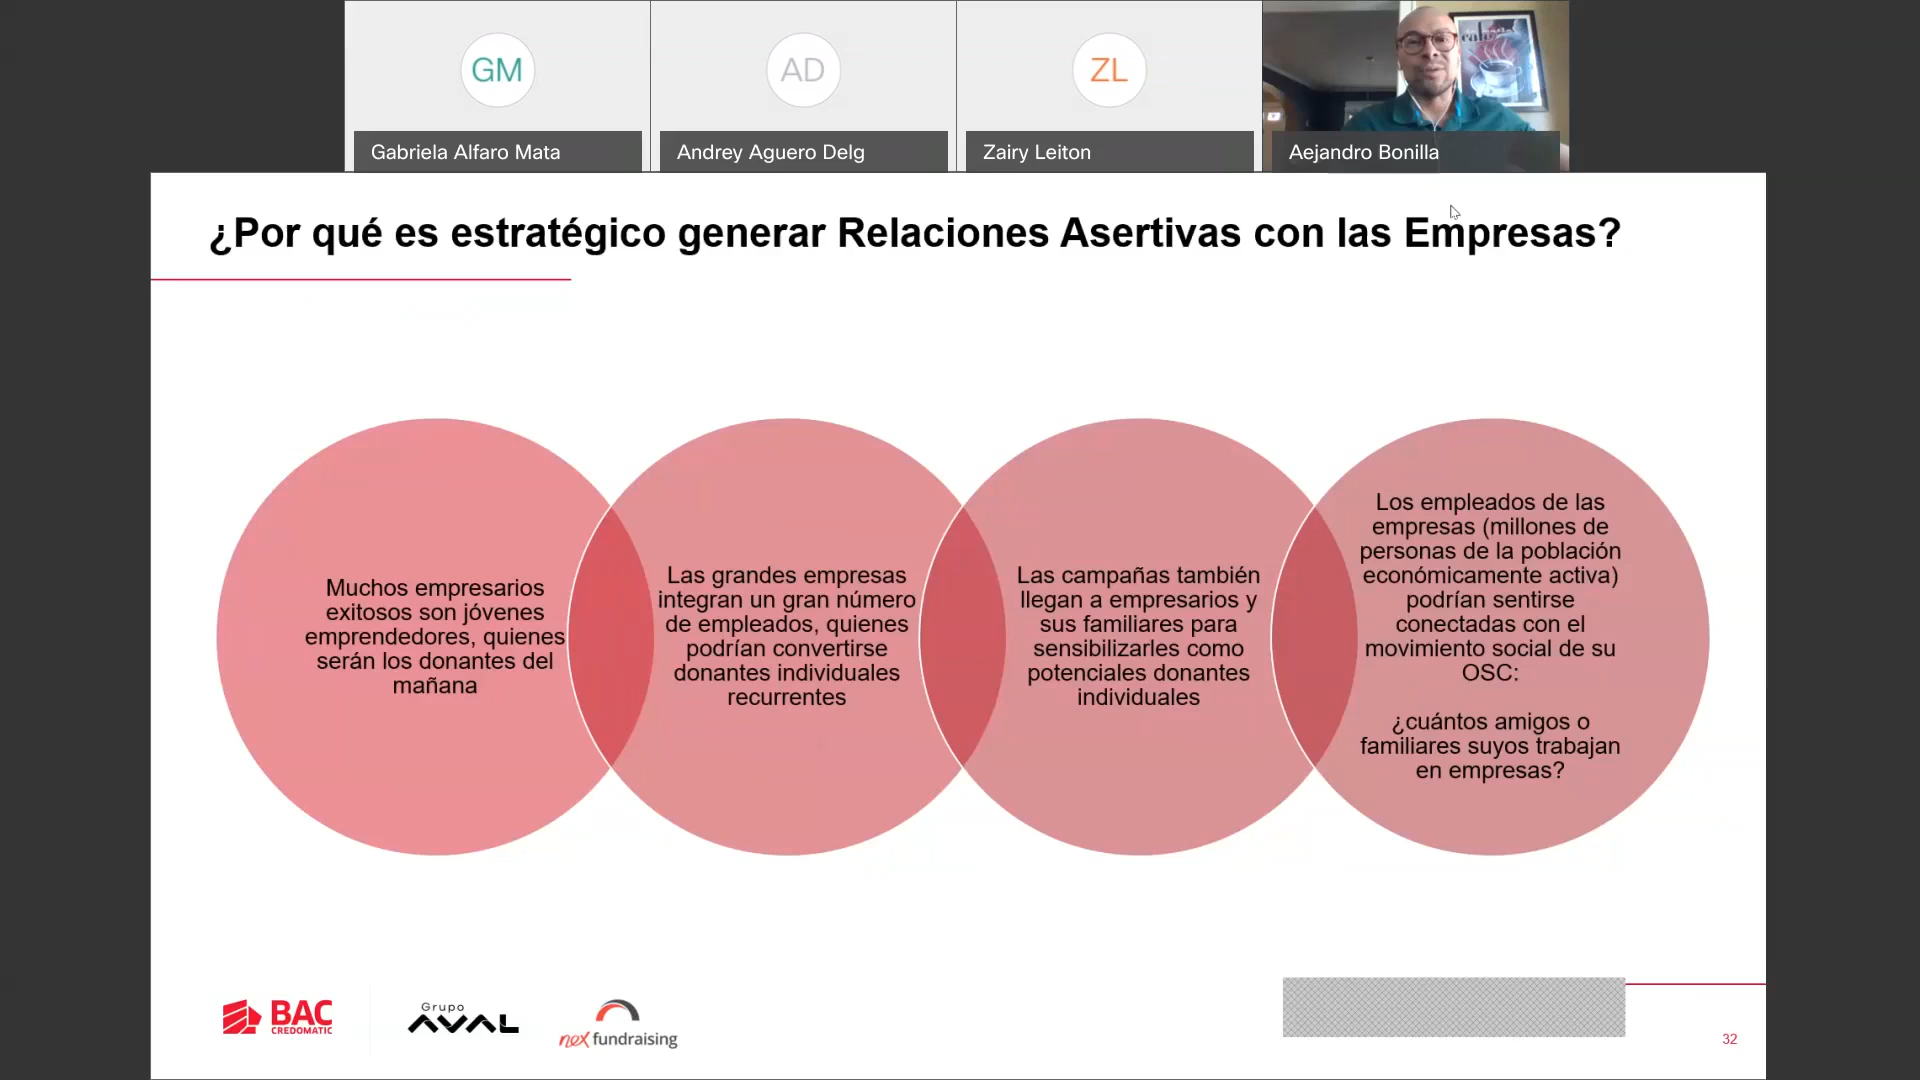 GM
AD
ZL
Gabriela Alfaro Mata
Andrey Aguero Delg
Zairy Leiton
Aejandro Bonilla
¿Por qué es estratégico generar Relaciones Asertivas con las Empresas?
Muchos empresarios
exitosos son jóvenes
emprendedores, quienes
serán los donantes del
mañana
Las grandes empresas
integran un gran número
de empleados, quienes
podrían convertirse
donantes individuales
recurrentes
Las campañas también
llegan a empresarios y
sus familiares para
sensibilizarles como
potenciales donantes
individuales
Los empleados de las
empresas (millones de
personas de la población
económicamente activa)
podrían sentirse
conectadas con el
movimiento social de su
OSC:
¿cuántos amigos o
familiares suyos trabajan
en empresas?
BAC
CREDOMATIC
Grupo
AVAL
nex fundraising
32